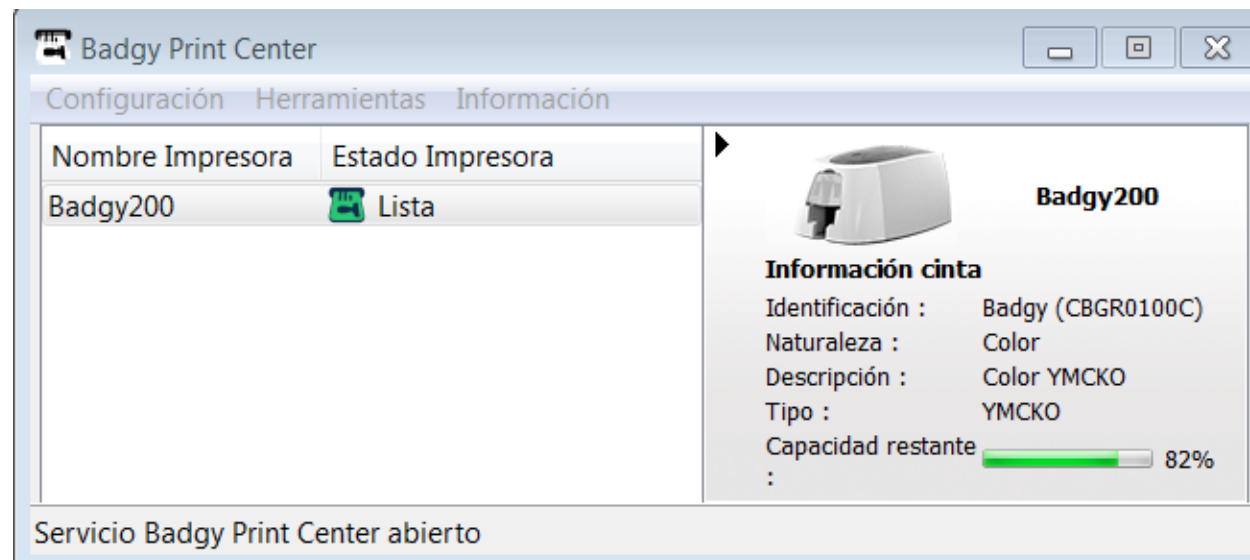 Badgy Print Center
Configuración Herramientas Información
Nombre Impresora Estado Impresora
Badgy200 Lista
Badgy200
Información cinta
Identificación : Badgy (CBGR0100C)
Naturaleza : Color
Descripción : Color YMCKO
Tipo : YMCKO
Capacidad restante
: 82%
Servicio Badgy Print Center abierto